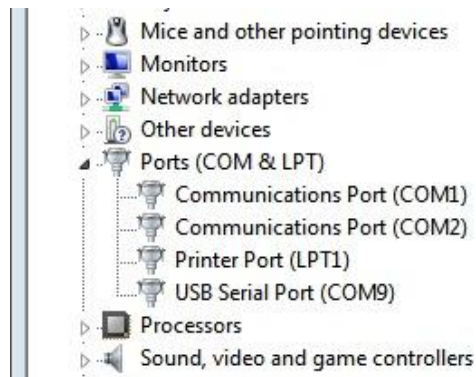 Mice and other pointing devices
Monitors
Network adapters
Other devices
Ports (COM & LPT)
Communications Port (COM1)
Communications Port (COM2)
Printer Port (LPT1)
USB Serial Port (COM9)
Processors
Sound, video and game controllers